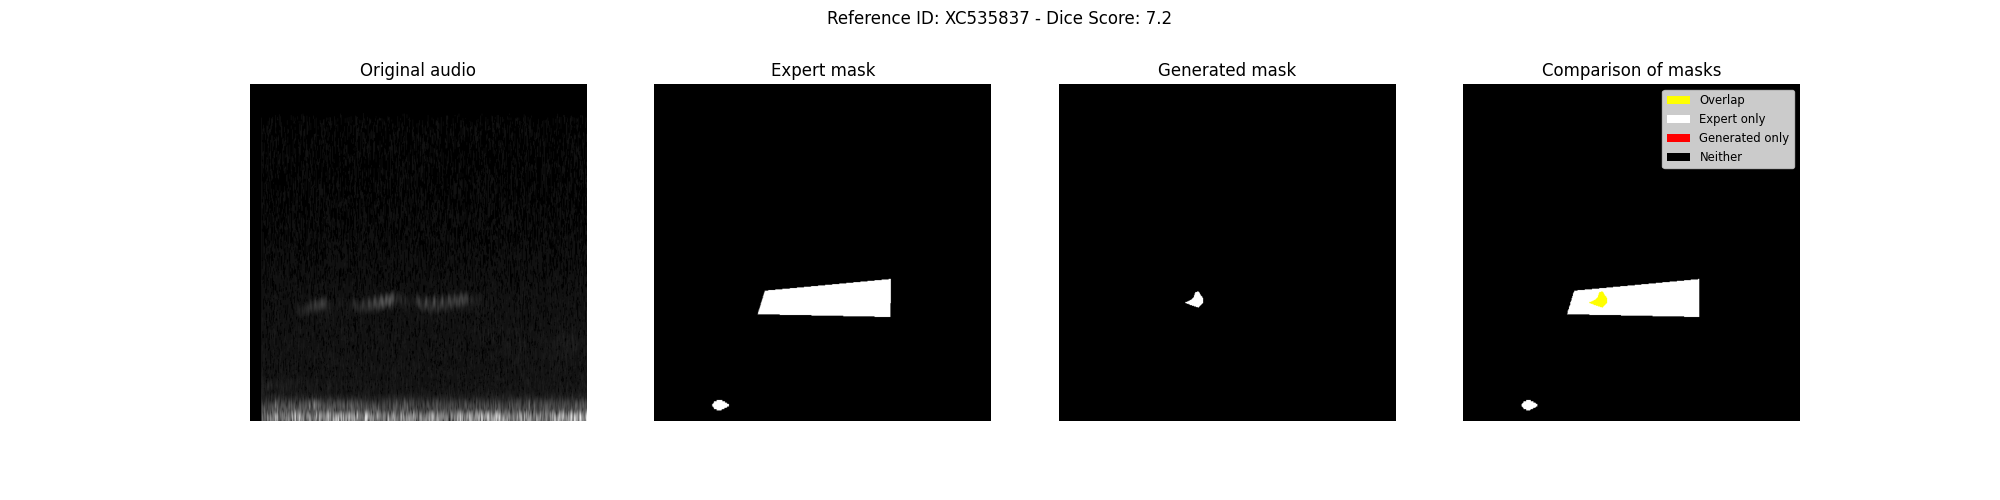 Reference ID: XC535837 - Dice Score: 7.2
Original audio
Expert mask
Generated mask
Comparison of masks
Overlap
Expert only
Generated only
Neither